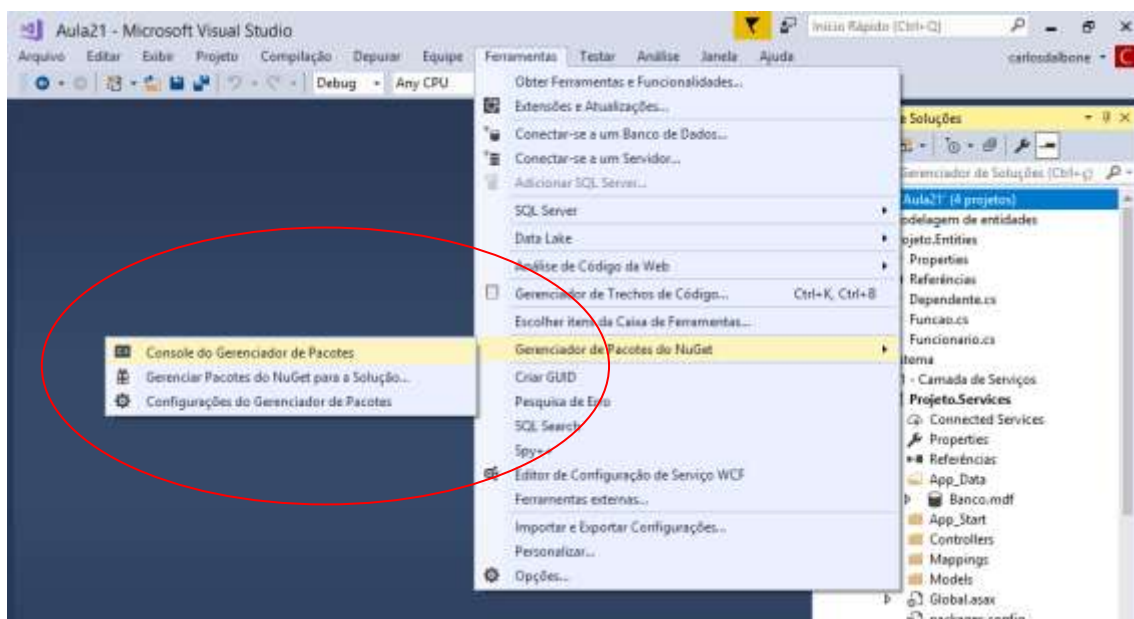 Aula21 - Microsoft Visual Studio
Início Rápido (Ctrl+Q)
Arquivo Editar Exibir Projeto Compilação Depurar Equipe Ferramentas Testar Análise Janela Ajuda
carlosdalbone
Debug Any CPU
Obter Ferramentas e Funcionalidades...
Extensões e Atualizações...
Conectar-se a um Banco de Dados...
Conectar-se a um Servidor...
Adicionar SQL Server...
SQL Server
Data Lake
Análise de Código da Web
Gerenciador de Trechos de Código... Ctrl+K, Ctrl+B
Escolher itens da Caixa de Ferramentas...
Gerenciador de Pacotes do NuGet
Criar GUID
Pesquisa de Erro
SQL Search
Spy++
Editor de Configuração de Serviço WCF
Ferramentas externas...
Importar e Exportar Configurações...
Personalizar...
Opções...
Console do Gerenciador de Pacotes
Gerenciar Pacotes do NuGet para a Solução...
Configurações do Gerenciador de Pacotes
e Soluções
Gerenciador de Soluções (Ctrl+ç)
Aula21' (4 projetos)
odelagem de entidades
ojeto.Entities
Properties
Referências
Dependente.cs
Funcao.cs
Funcionario.cs
- Camada de Serviços
Projeto.Services
Connected Services
Properties
Referências
App_Data
Banco.mdf
App_Start
Controllers
Mappings
Models
Global.asax
packages.config